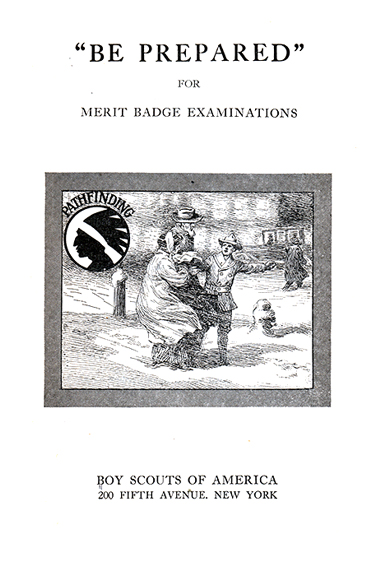 "BE PREPARED"
FOR
MERIT BADGE EXAMINATIONS
PATHFINDING
BOY SCOUTS OF AMERICA
200 FIFTH AVENUE. NEW YORK